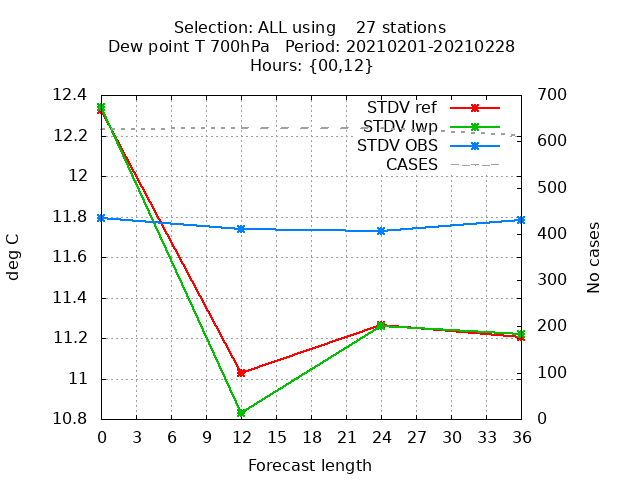 Selection: ALL using    27 stations
Dew point T 700hPa   Period: 20210201-20210228
Hours: {00,12}
STDV ref
STDV lwp
STDV OBS
CASES
12.4
12.2
12
11.8
11.6
11.4
11.2
11
10.8
700
600
500
400
300
200
100
0
0 3 6 9 12 15 18 21 24 27 30 33 36
deg C
No cases
Forecast length